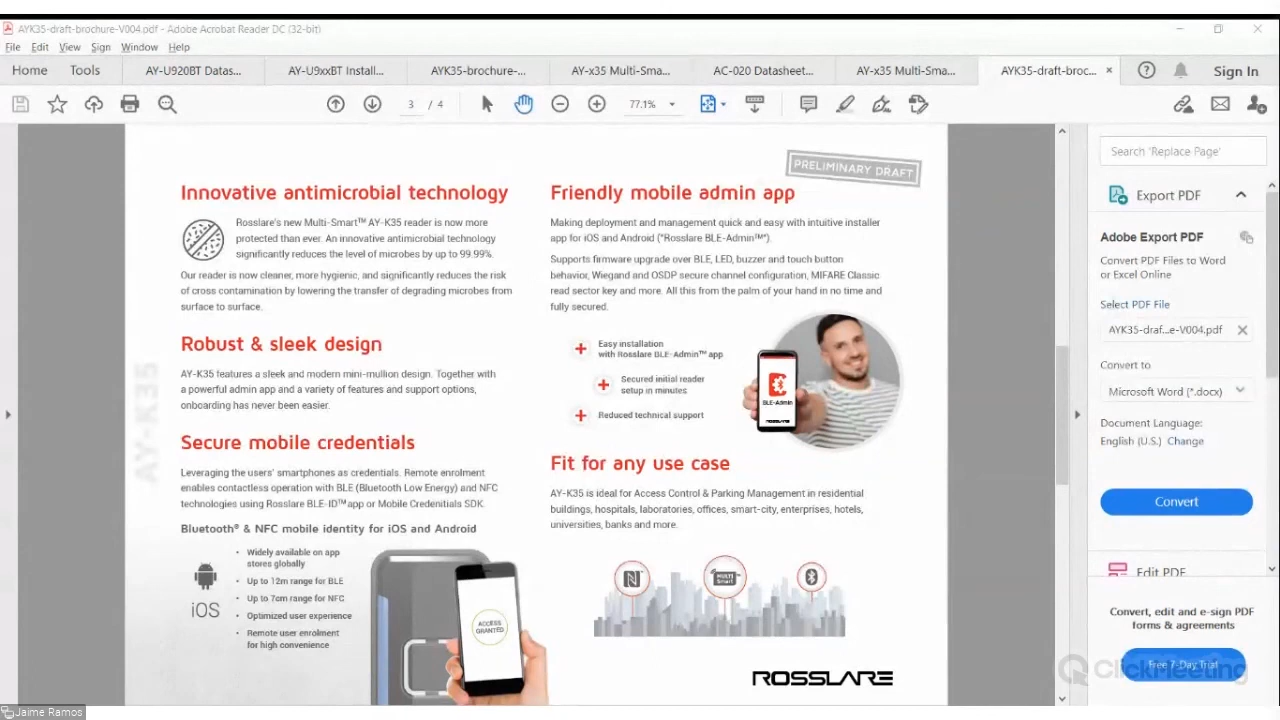 AYK35-draft-brochure-V004.pdf - Adobe Acrobat Reader DC (32-bit)
File Edit View Sign Window Help
Home Tools AY-U920BT Datas... AY-U9xxBT Install... AYK35-brochure-... AY-x35 Multi-Sma... AC-020 Datasheet... AY-x35 Multi-Sma... AYK35-draft-broc... Sign In
3 / 4 77.1%
PRELIMINARY DRAFT
Innovative antimicrobial technology
Rosslare's new Multi-Smart™ AY-K35 reader is now more
protected than ever. An innovative antimicrobial technology
significantly reduces the level of microbes by up to 99.99%.
Our reader is now cleaner, more hygienic, and significantly reduces the risk
of cross contamination by lowering the transfer of degrading microbes from
surface to surface.
Robust & sleek design
AY-K35 features a sleek and modern mini-mullion design. Together with
a powerful admin app and a variety of features and support options,
onboarding has never been easier.
Secure mobile credentials
Leveraging the users' smartphones as credentials. Remote enrolment
enables contactless operation with BLE (Bluetooth Low Energy) and NFC
technologies using Rosslare BLE-ID™ app or Mobile Credentials SDK.
Bluetooth® & NFC mobile identity for iOS and Android
iOS
• Widely available on app
stores globally
• Up to 12m range for BLE
• Up to 7cm range for NFC
• Optimized user experience
• Remote user enrolment
for high convenience
ACCESS
GRANTED
AY-K35
Friendly mobile admin app
Making deployment and management quick and easy with intuitive installer
app for iOS and Android ("Rosslare BLE-Admin™").
Supports firmware upgrade over BLE, LED, buzzer and touch button
behavior, Wiegand and OSDP secure channel configuration, MIFARE Classic
read sector key and more. All this from the palm of your hand in no time and
fully secured.
Easy installation
with Rosslare BLE-Admin™ app
Secured initial reader
setup in minutes
Reduced technical support
BLE-Admin
ROSSLARE
Fit for any use case
AY-K35 is ideal for Access Control & Parking Management in residential
buildings, hospitals, laboratories, offices, smart-city, enterprises, hotels,
universities, banks and more.
MULTI
Smart
ROSSLARE
Search 'Replace Page'
Export PDF
Adobe Export PDF
Convert PDF Files to Word
or Excel Online
Select PDF File
AYK35-draf...e-V004.pdf
Convert to
Microsoft Word (*.docx)
Document Language:
English (U.S.) Change
Convert
Edit PDF
Convert, edit and e-sign PDF
forms & agreements
Free 7-Day Trial
ClickMeeting
Jaime Ramos